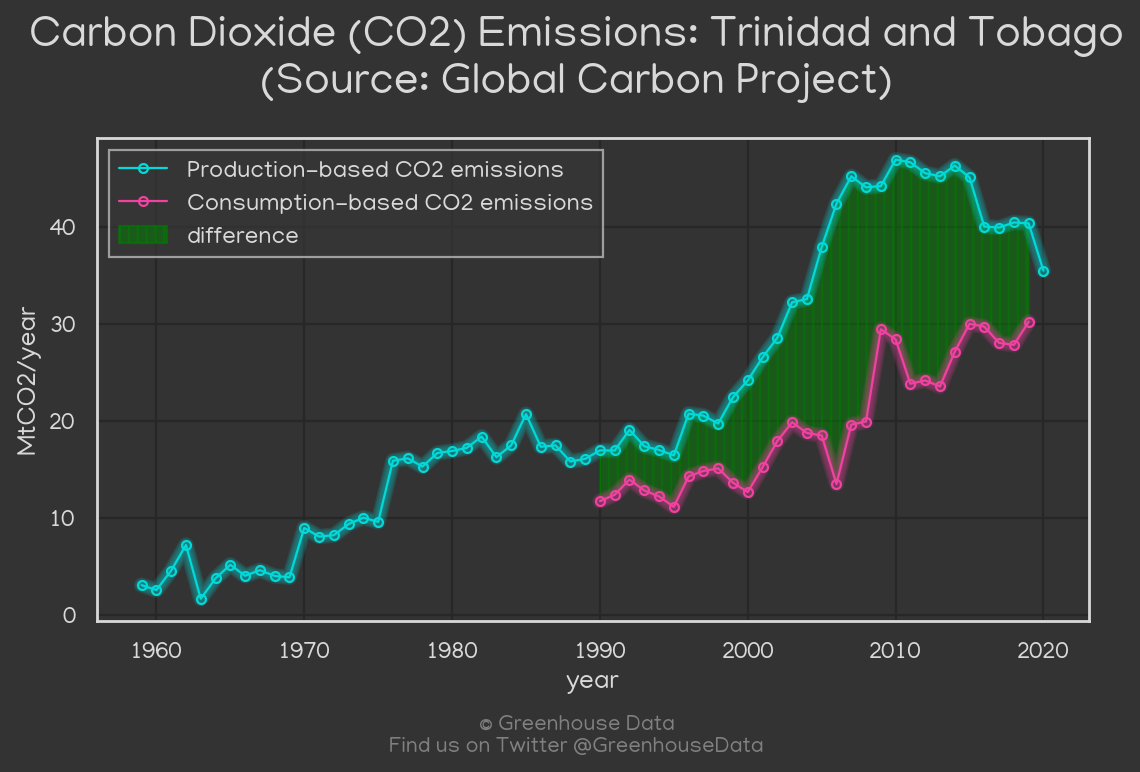 Carbon Dioxide (CO2) Emissions: Trinidad and Tobago
(Source: Global Carbon Project)
Production-based CO2 emissions
Consumption-based CO2 emissions
difference
MtCO2/year
40
30
20
10
0
1960 1970 1980 1990 2000 2010 2020
year
© Greenhouse Data
Find us on Twitter @GreenhouseData